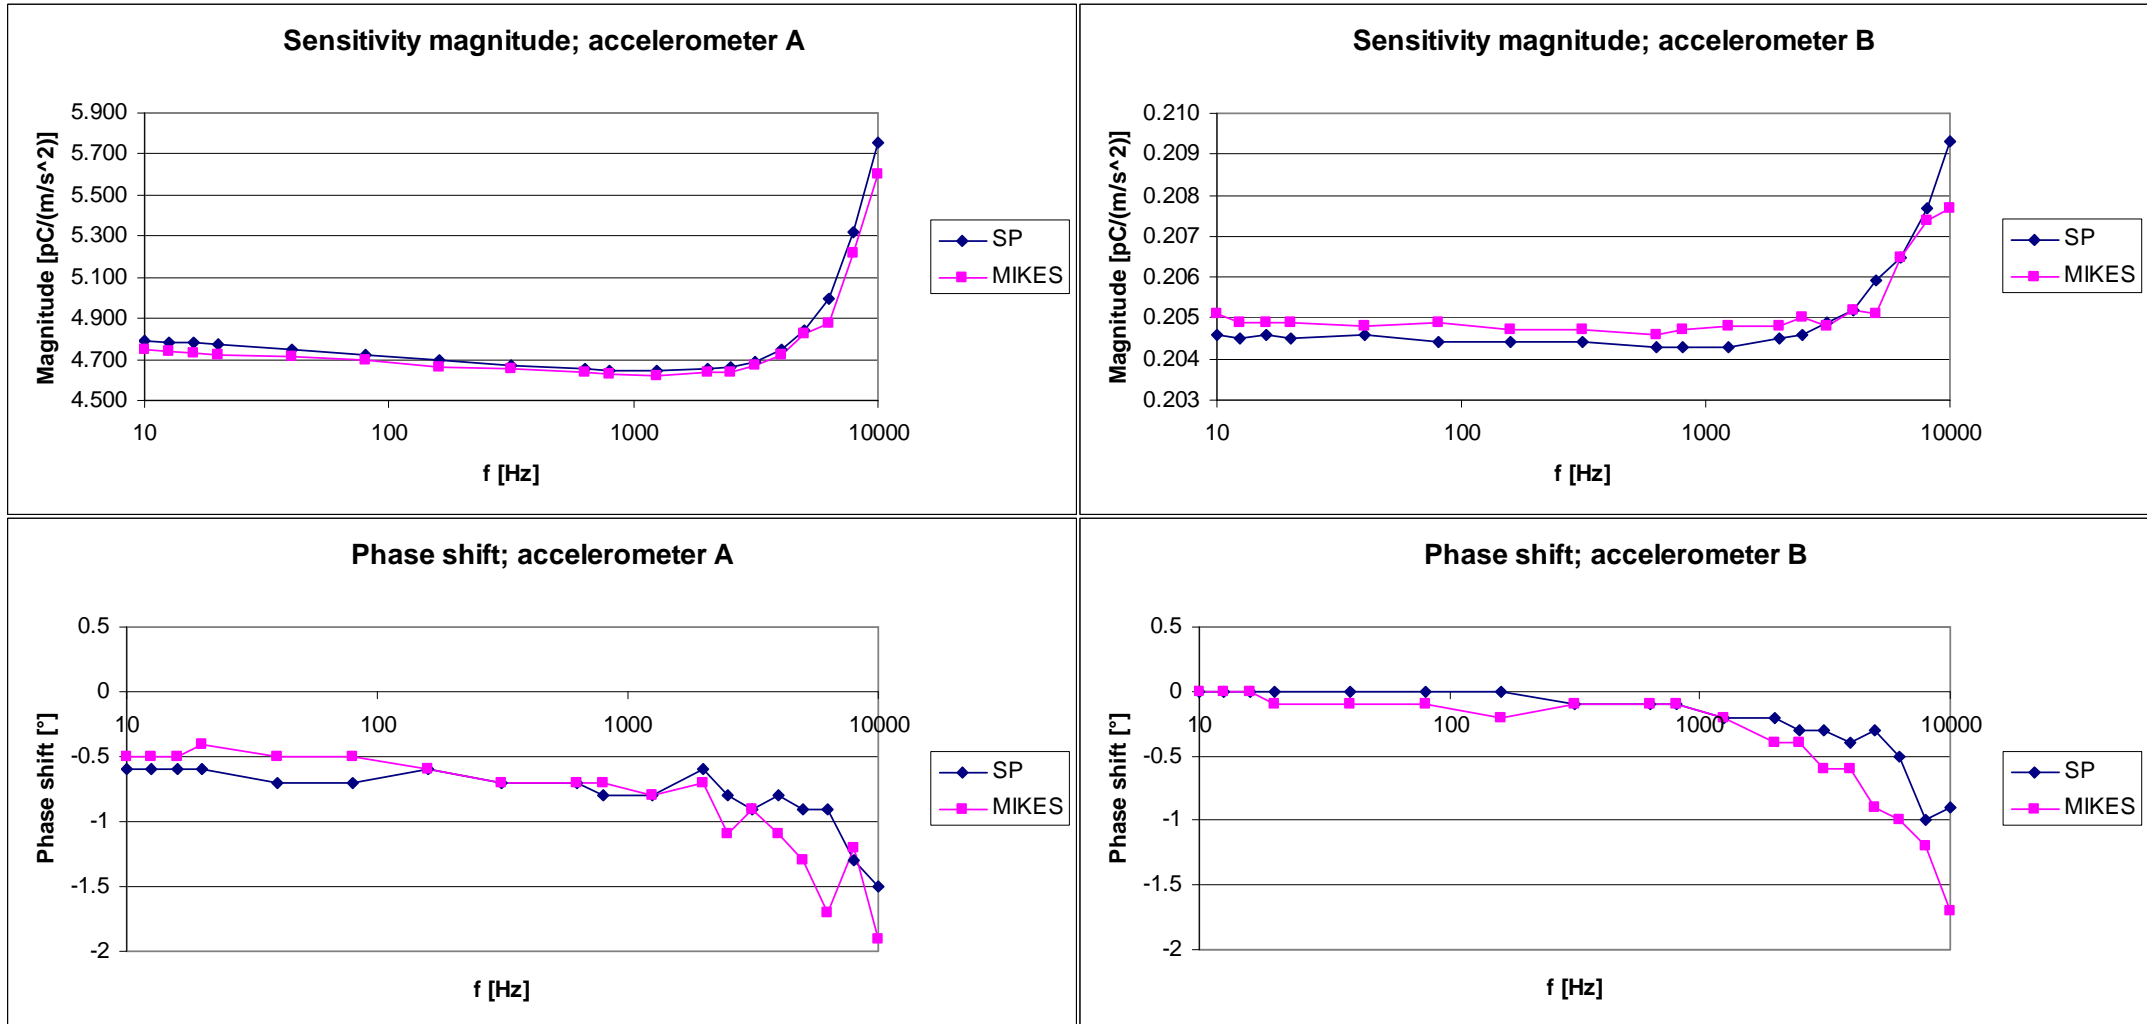 Sensitivity magnitude; accelerometer A
Magnitude [pC/(m/s^2)]
5.900
5.700
5.500
5.300
5.100
4.900
4.700
4.500
10 100 1000 10000
f [Hz]
SP
MIKES
Sensitivity magnitude; accelerometer B
Magnitude [pC/(m/s^2)]
0.210
0.209
0.208
0.207
0.206
0.205
0.204
0.203
10 100 1000 10000
f [Hz]
SP
MIKES
Phase shift; accelerometer A
Phase shift [°]
0.5
0
-0.5
-1
-1.5
-2
10 100 1000 10000
f [Hz]
SP
MIKES
Phase shift; accelerometer B
Phase shift [°]
0.5
0
-0.5
-1
-1.5
-2
10 100 1000 10000
f [Hz]
SP
MIKES